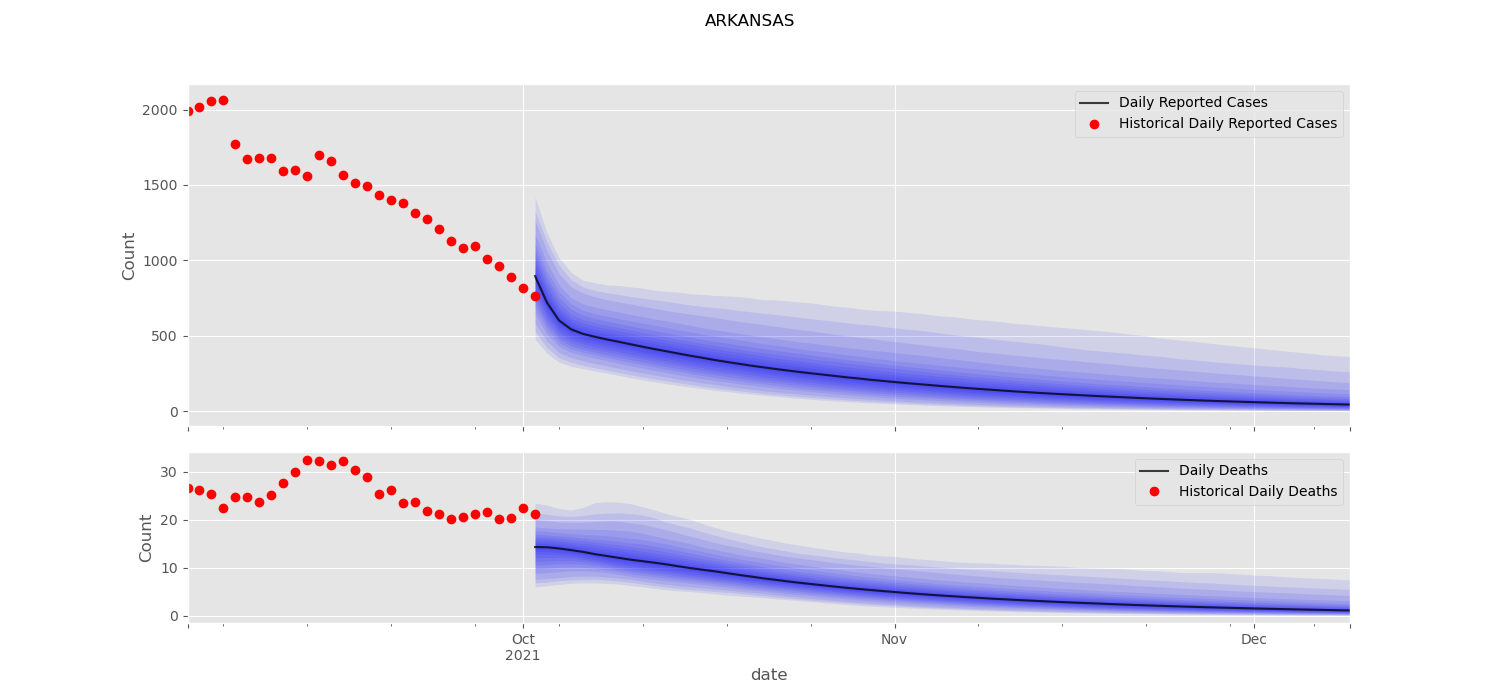 ARKANSAS
2000
1500
1000
500
0
Count
Daily Reported Cases
Historical Daily Reported Cases
30
20
10
0
Count
Daily Deaths
Historical Daily Deaths
Oct
2021
Nov
Dec
date